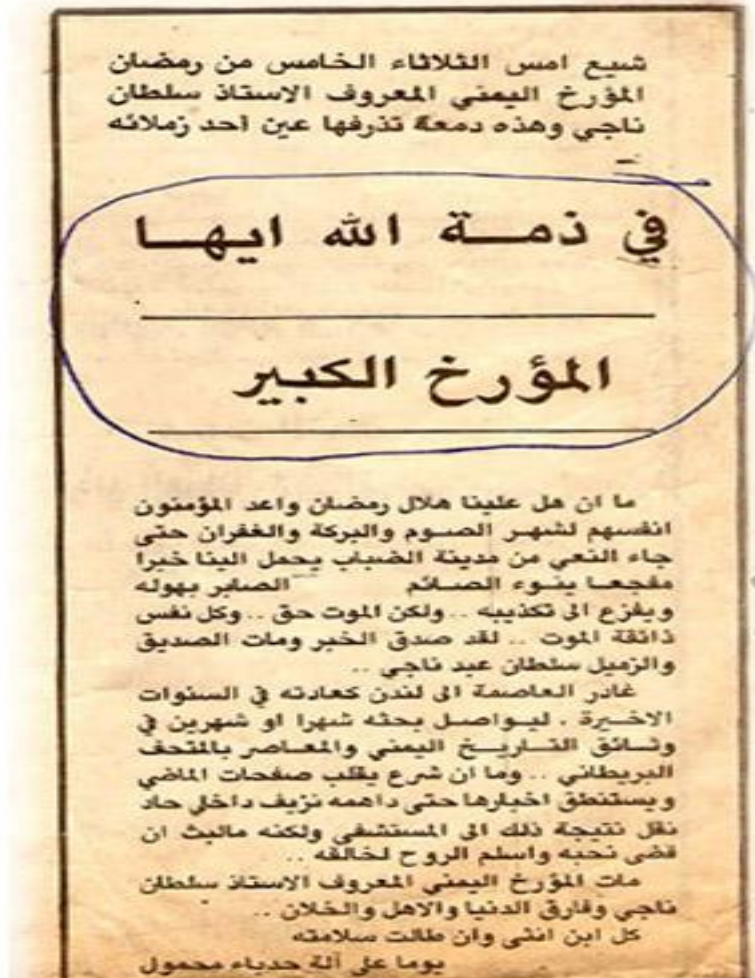 شيع امس الثلاثاء الخامس من رمضان
المؤرخ اليمني المعروف الاستاذ سلطان
ناجي وهذه دمعة تذرفها عين أحد زملائه
في ذمــة الله ايهــا
المؤرخ الكبير
ما ان هل علينا هلال رمضان واعد المؤمنون
انفسهم لشهر الصوم والبركة والغفران حتى
جاء النعي من مدينة الضباب يحمل الينا خبرا
مفجعا ينوء الصائم الصابر بهوله
ويفزع الى تكذيبه .. ولكن الموت حق .. وكل نفس
ذائقة الموت .. لقد صدق الخبر ومات الصديق
والزميل سلطان عبد ناجي ..
غادر العاصمة الى لندن كعادته في السنوات
الاخيرة . ليواصل بحثه شهرا او شهرين في
وثائق التاريخ اليمني والمعاصر بالمتحف
البريطاني .. وما ان شرع يقلب صفحات الماضي
ويستنطق اخبارها حتى داهمه نزيف داخلي حاد
نقل نتيجة ذلك الى المستشفى ولكنه مالبث ان
قضى نحبه واسلم الروح لخالقه ..
مات المؤرخ اليمني المعروف الاستاذ سلطان
ناجي وفارق الدنيا والاهل والخلان ..
كل ابن انثى وان طالت سلامته
يوما على آلة حدباء محمول